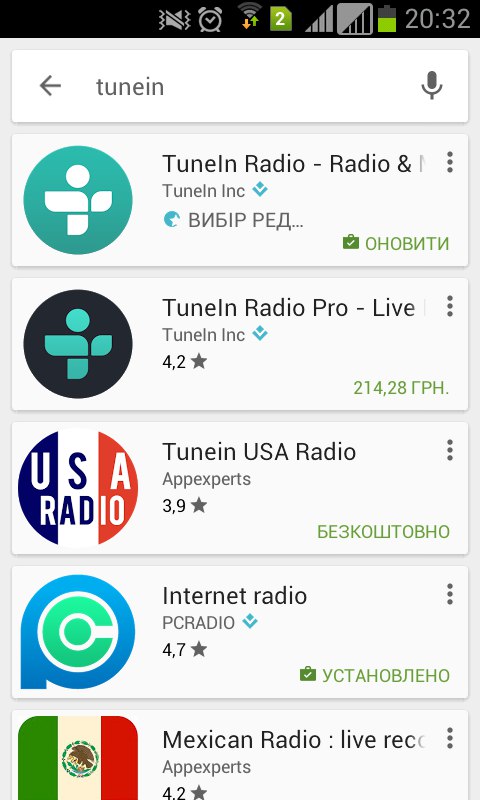 2
20:32
tunein
TuneIn Radio - Radio &
TuneIn Inc
ВИБІР РЕД...
ОНОВИТИ
TuneIn Radio Pro - Live
TuneIn Inc
4,2
214,28 ГРН.
USA
RADIO
Tunein USA Radio
Appexperts
3,9
БЕЗКОШТОВНО
Internet radio
PCRADIO
4,7
УСТАНОВЛЕНО
Mexican Radio : live rec
Appexperts
4,2